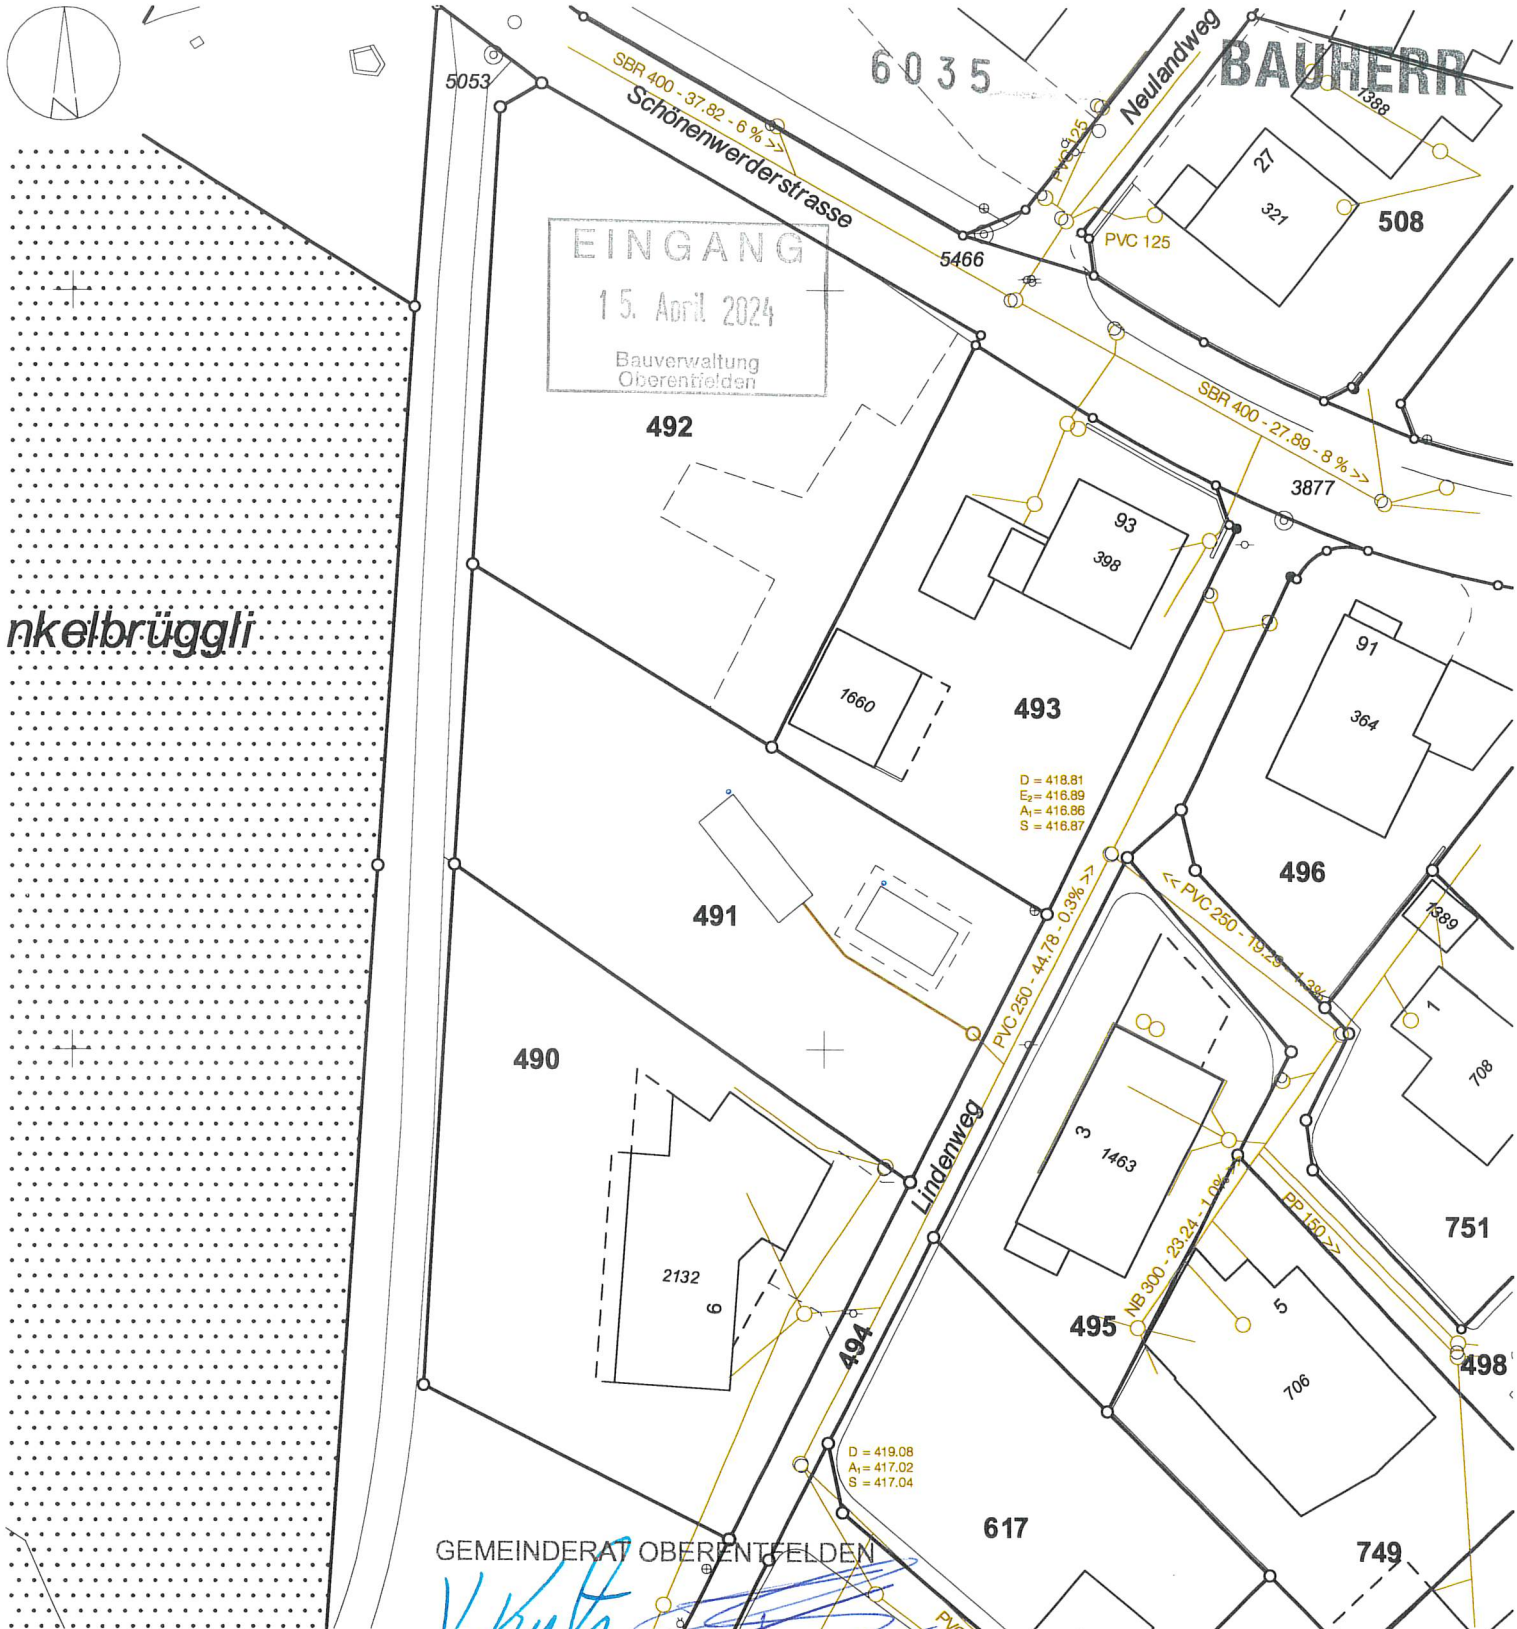 N
5053
SBR 400 - 37.82 - 6 % >>
Schönenwerderstrasse
6035
Neulandweg
BAUHERR
1388
PVC 125
27
321
508
PVC 125
5466
EINGANG
15. April 2024
Bauverwaltung
Oberentfelden
492
SBR 400 - 27.89 - 8 % >>
3877
93
398
nkelbrüggli
91
364
1660
493
D = 418.81
E₂= 416.89
A₁= 416.86
S = 416.87
496
<< PVC 250 - 19.29 - 1.3%
1389
491
PVC 250 - 44.78 - 0.3% >>
1
708
490
Lindenweg
3
1463
NB 300 - 23.24 - 1.0% >>
PP 150 >>
751
2132
6
494
495
5
706
498
D = 419.08
A₁= 417.02
S = 417.04
617
749
GEMEINDERAT OBERENTFELDEN
PVC